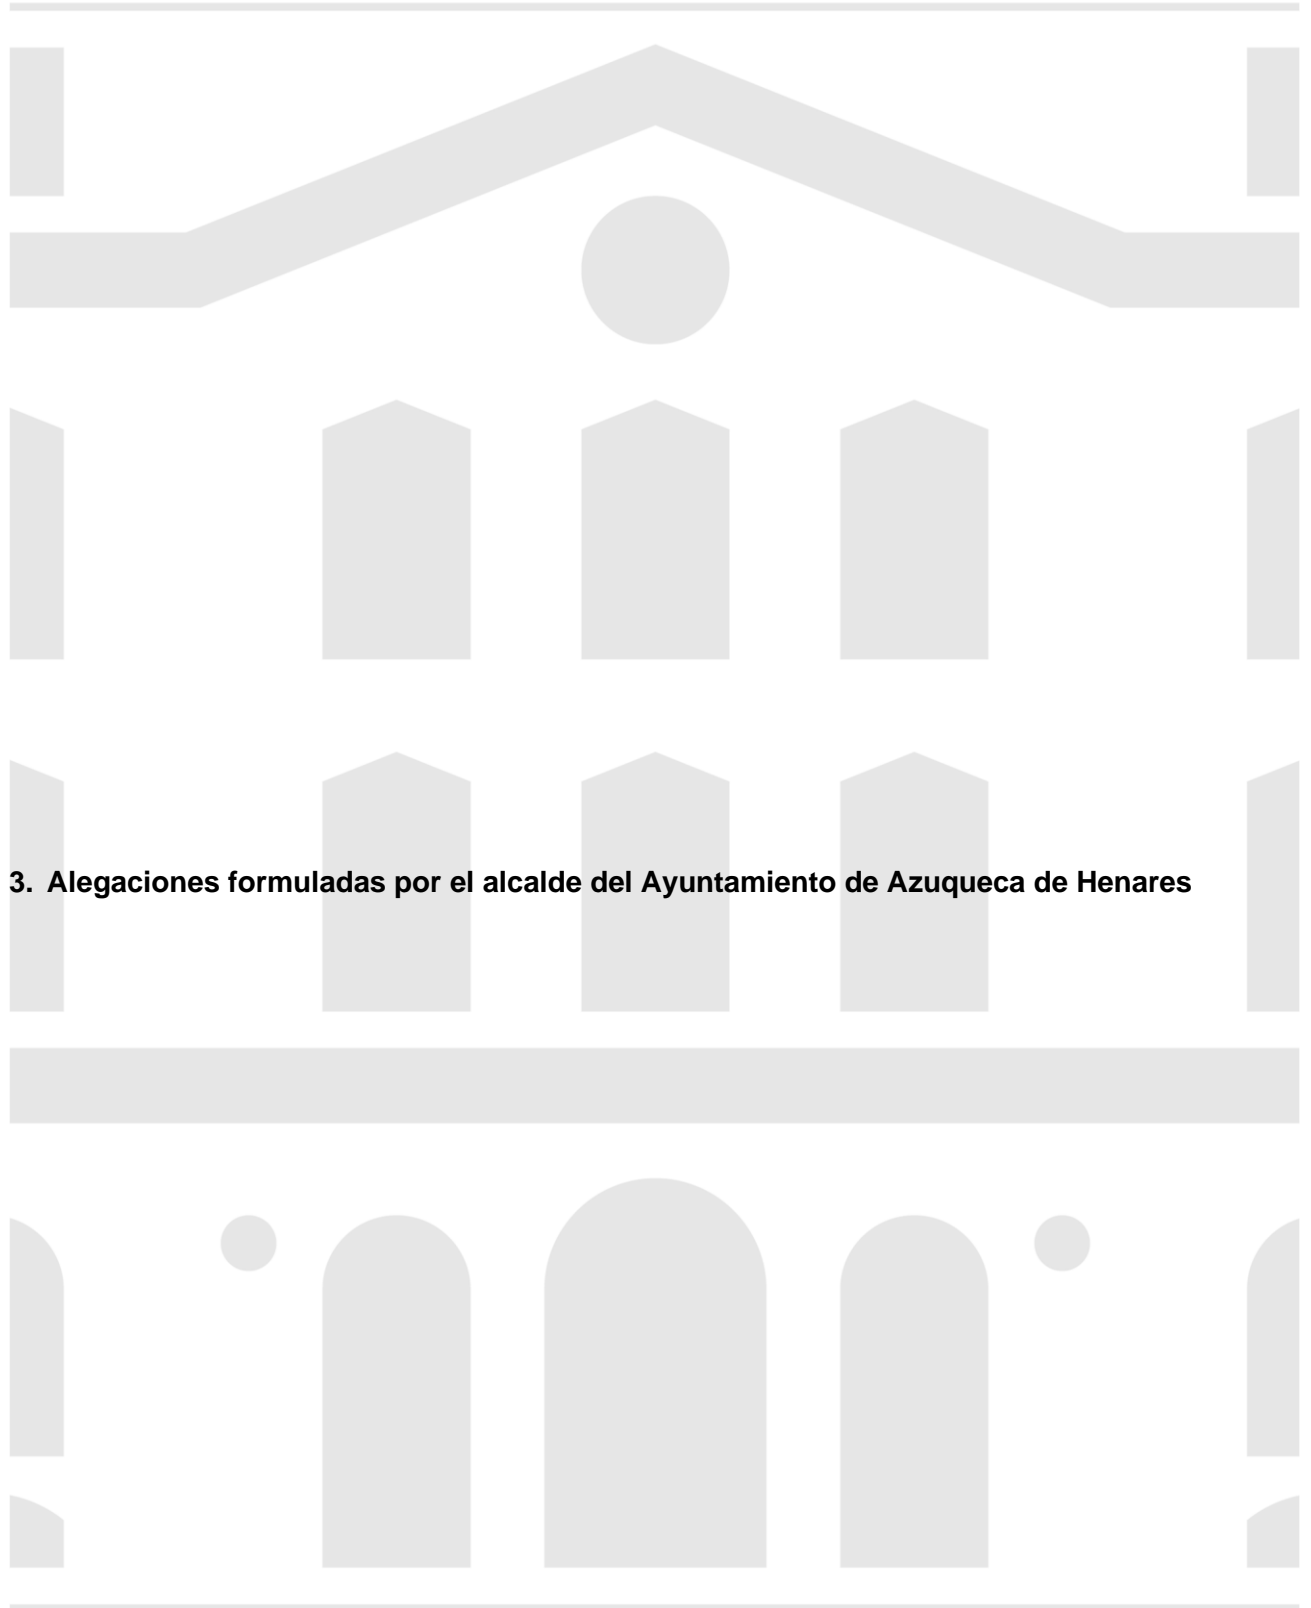 3. Alegaciones formuladas por el alcalde del Ayuntamiento de Azuqueca de Henares